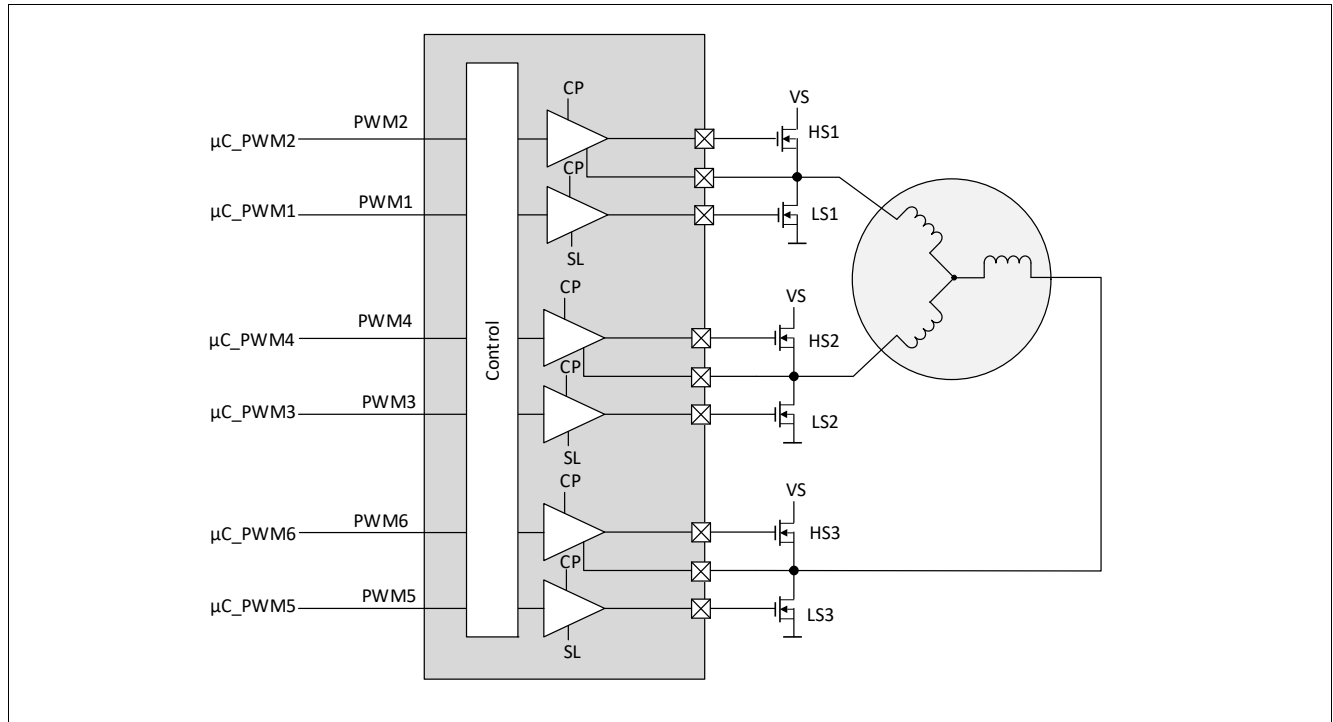 CP
VS
PWM2
HS1
µC_PWM2
CP
PWM1
LS1
µC_PWM1
SL
CP
VS
PWM4
HS2
µC_PWM4
Control
CP
PWM3
LS2
µC_PWM3
SL
CP
VS
PWM6
HS3
µC_PWM6
CP
PWM5
LS3
µC_PWM5
SL